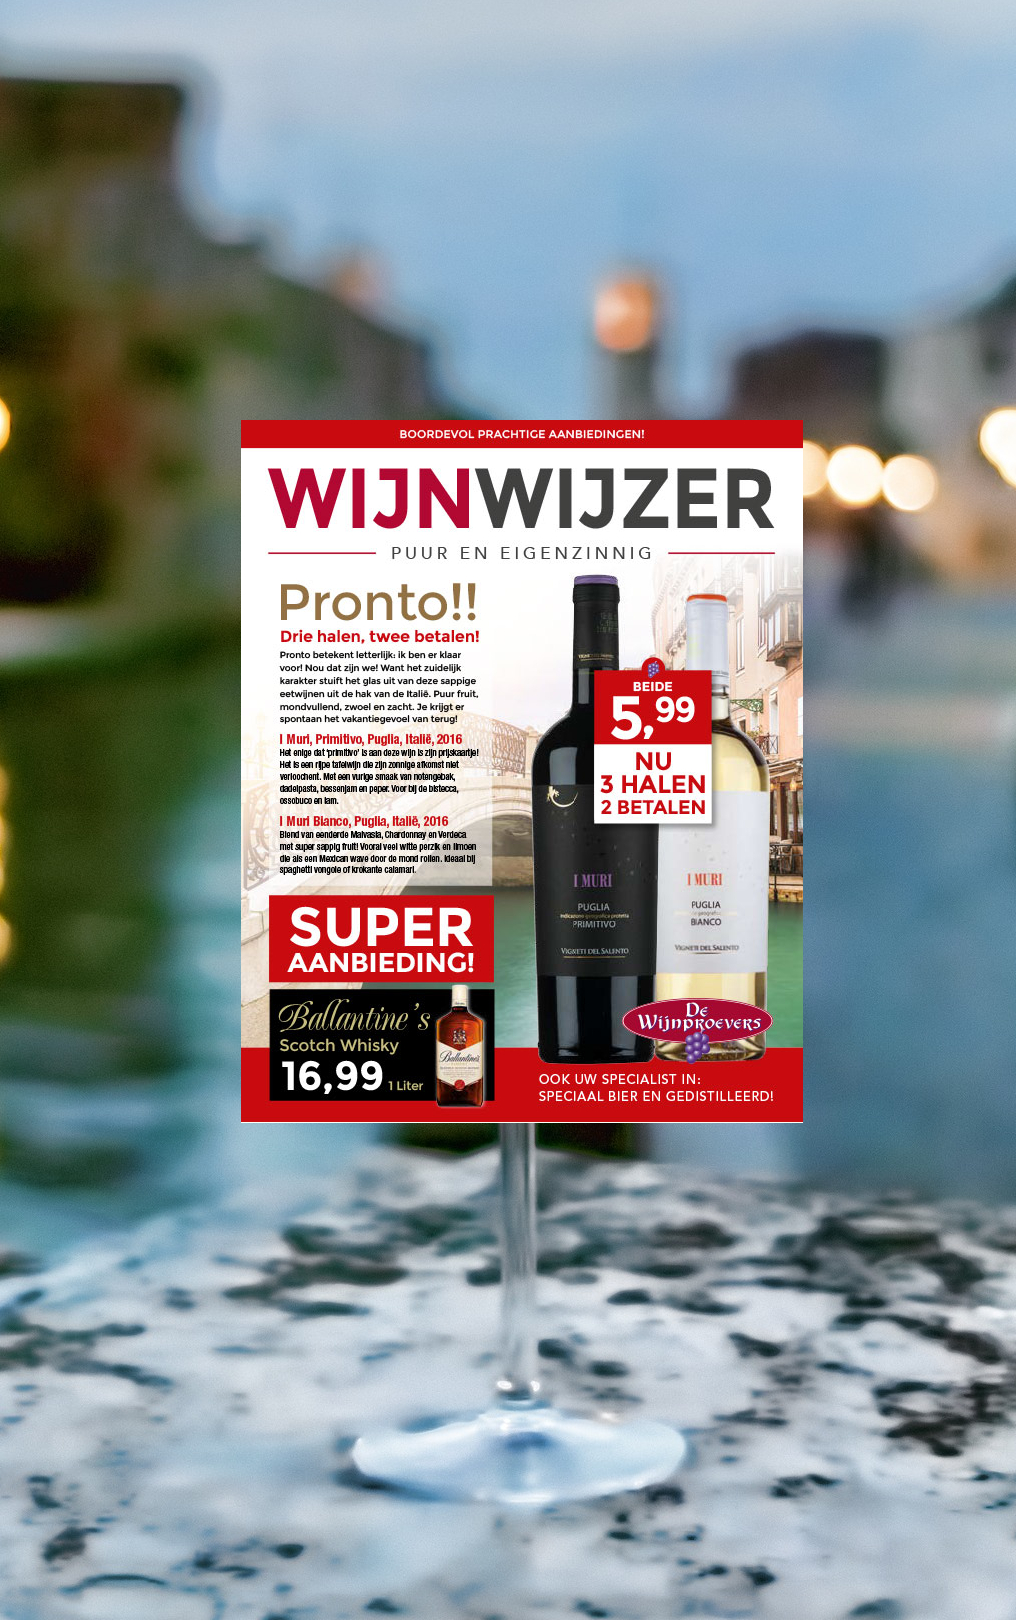 BOORDEVOL PRACHTIGE AANBIEDINGEN!
WIJNWIJZER
PUUR EN EIGENZINNIG
Pronto!!
Drie halen, twee betalen!
Pronto betekent letterlijk: ik ben er klaar
voor! Nou dat zijn we! Want het zuidelijk
karakter stuift het glas uit van deze sappige
eetwijnen uit de hak van de Italië. Puur fruit,
mondvullend, zwoel en zacht. Je krijgt er
spontaan het vakantiegevoel van terug!
I Muri, Primitivo, Puglia, Italië, 2016
Het enige dat 'primitivo' is aan deze wijn is zijn prijskaartje!
Het is een rijpe tafelwijn die zijn zonnige afkomst niet
verloochent. Met een vurige smaak van notengebak,
dadelpasta, bessenjam en peper. Voor bij de bistecca,
ossobuco en lam.
I Muri Bianco, Puglia, Italië, 2016
Blend van eenderde Malvasia, Chardonnay en Verdeca
met super sappig fruit! Vooral veel witte perzik en limoen
die als een Mexican wave door de mond rollen. Ideaal bij
spaghetti vongole of krokante calamari.
BEIDE
5,99
NU
3 HALEN
2 BETALEN
I MURI
PUGLIA
indicazione geografica protetta
PRIMITIVO
VIGNETI DEL SALENTO
I MURI
PUGLIA
BIANCO
VIGNETI DEL SALENTO
SUPER
AANBIEDING!
Ballantine's
Scotch Whisky
16,99 1 Liter
Ballantine's
De
Wijnproevers
OOK UW SPECIALIST IN:
SPECIAAL BIER EN GEDISTILLEERD!